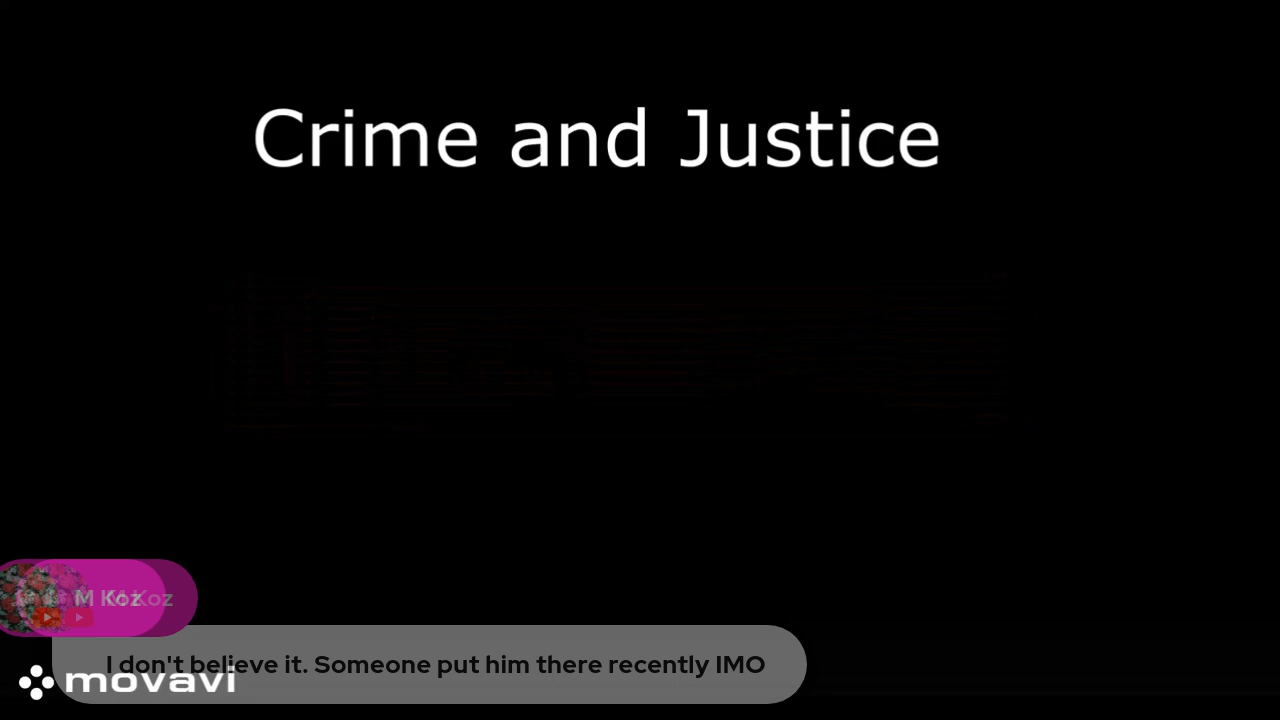 Crime and Justice
M Koz
I don't believe it. Someone put him there recently IMO
movavi